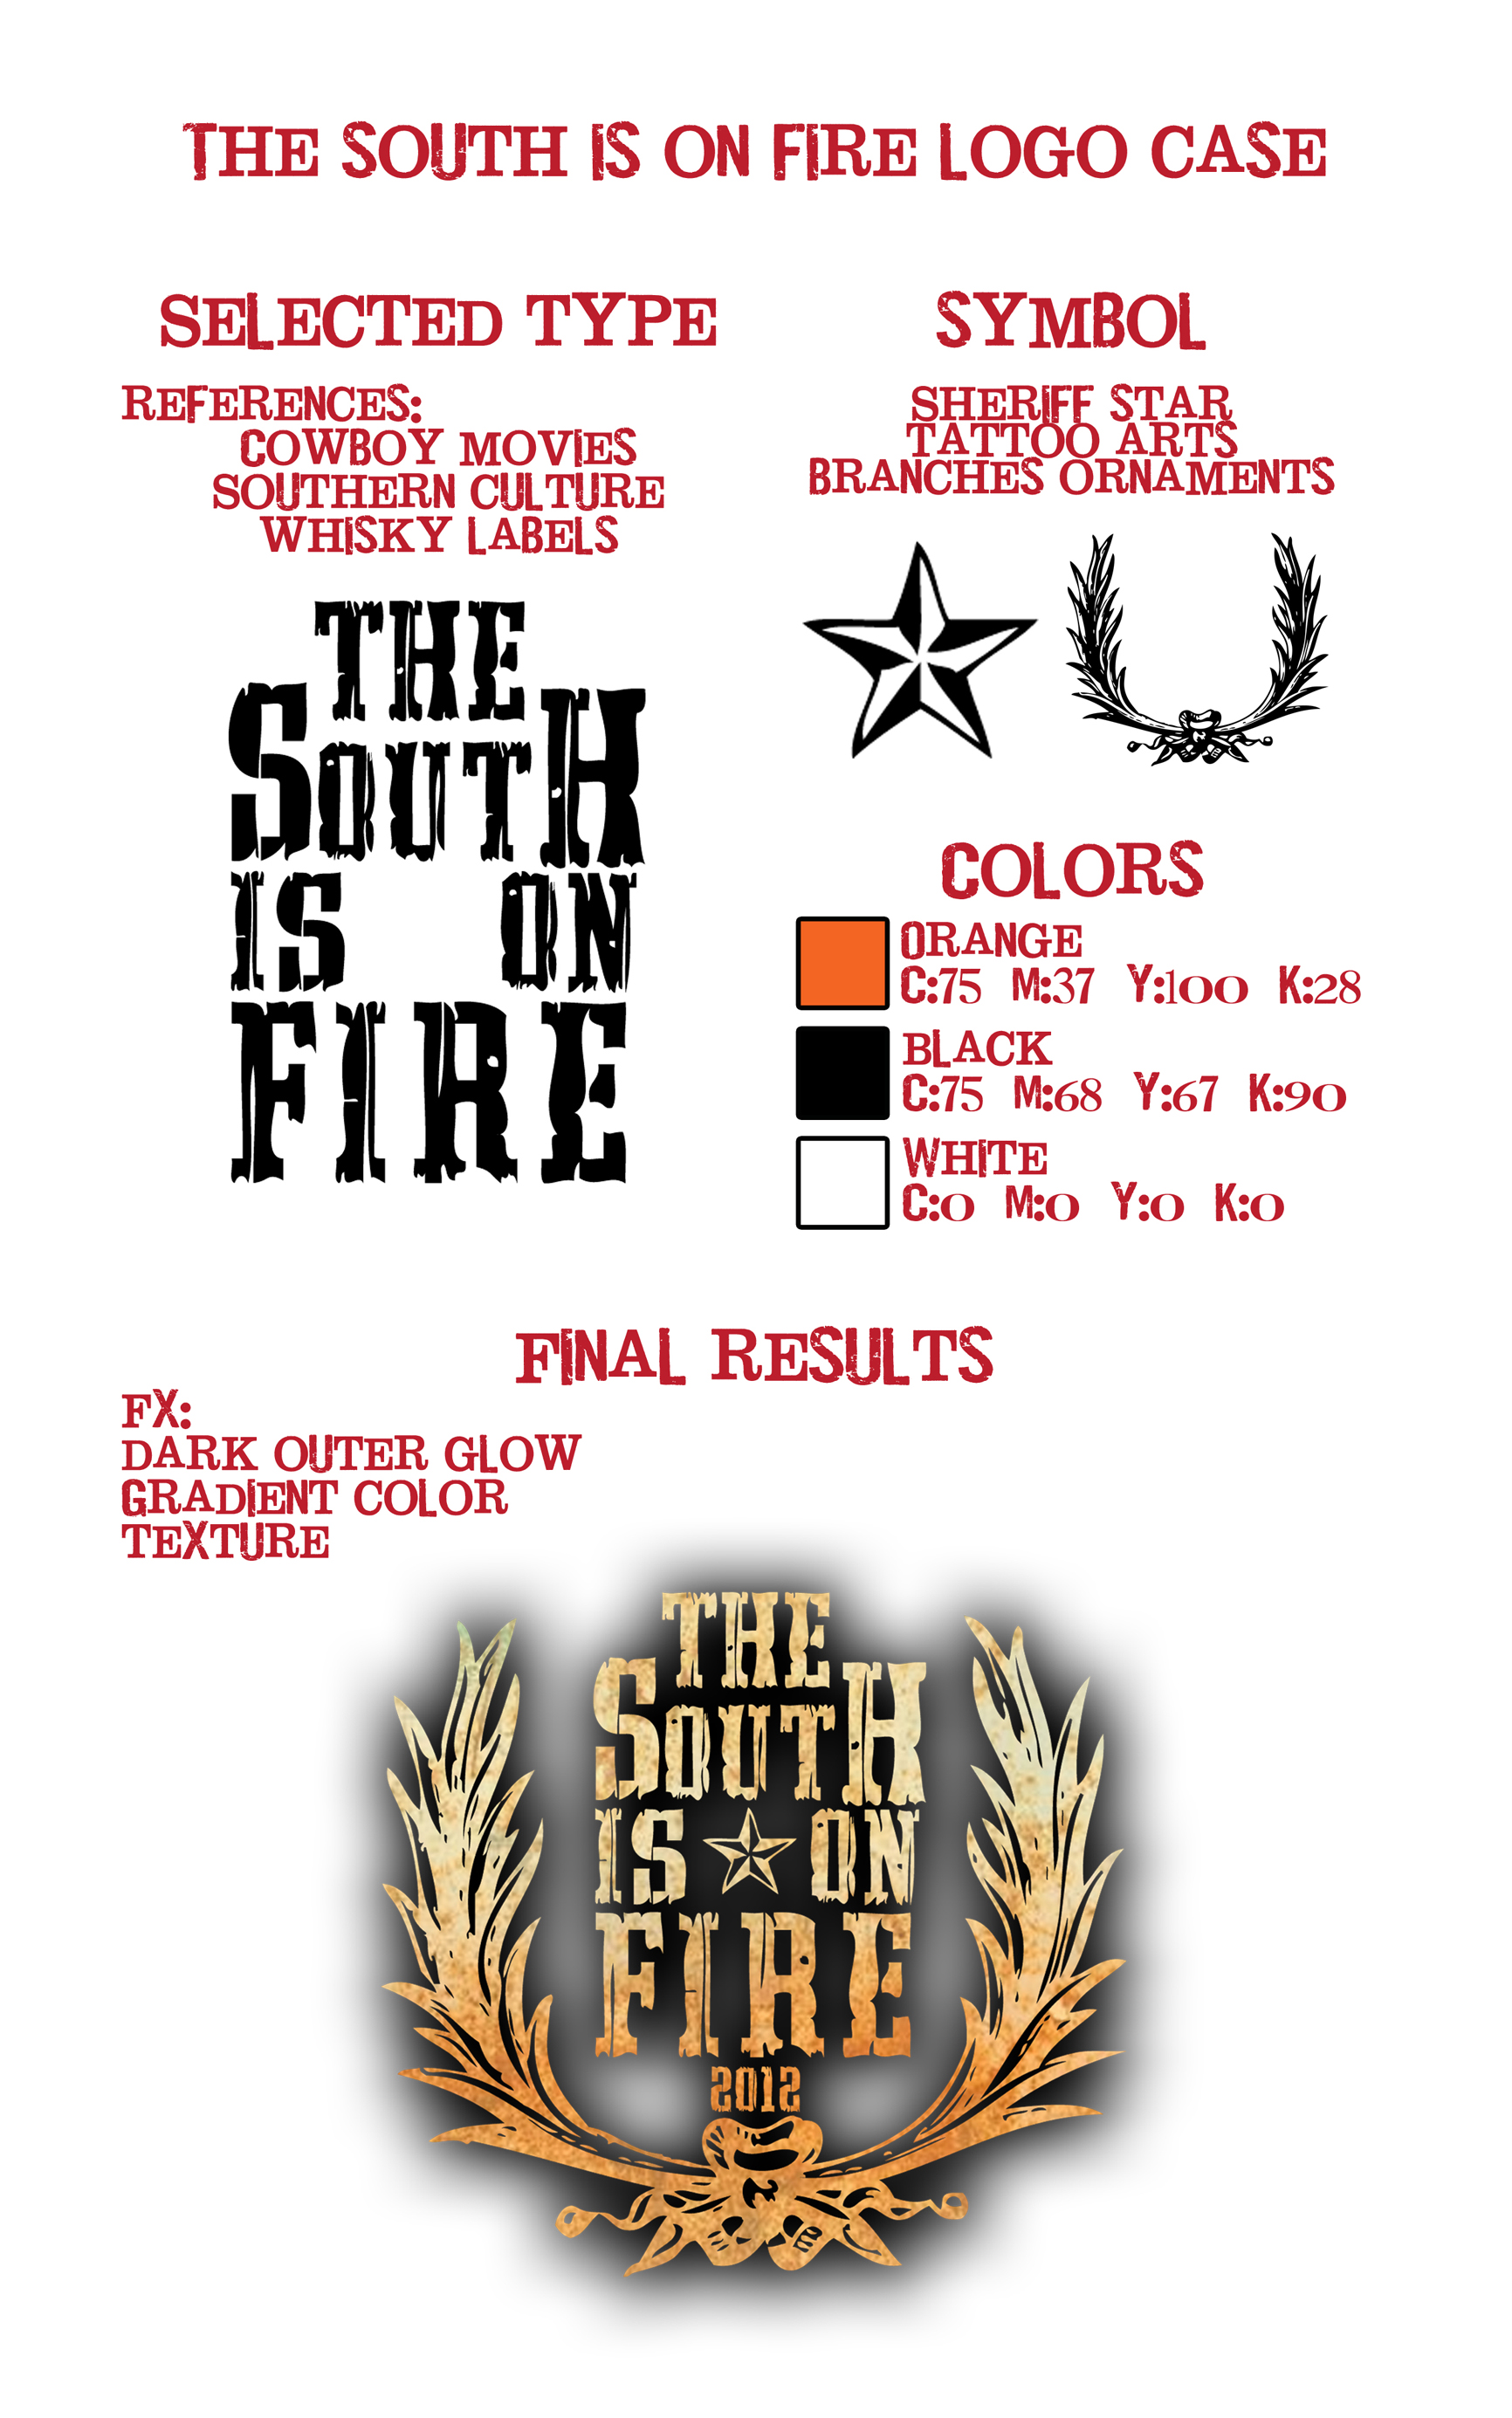 THE SOUTH IS ON FIRE LOGO CASE
SELECTED TYPE
REFERENCES:
COWBOY MOVIES
SOUTHERN CULTURE
WHISKY LABELS
THE
SOUTH
IS ON
FIRE
SYMBOL
SHERIFF STAR
TATTOO ARTS
BRANCHES ORNAMENTS
COLORS
ORANGE
C:75 M:37 Y:100 K:28
BLACK
C:75 M:68 Y:67 K:90
WHITE
C:0 M:0 Y:0 K:0
FINAL RESULTS
FX:
DARK OUTER GLOW
GRADIENT COLOR
TEXTURE
THE
SOUTH
IS ON
FIRE
2012